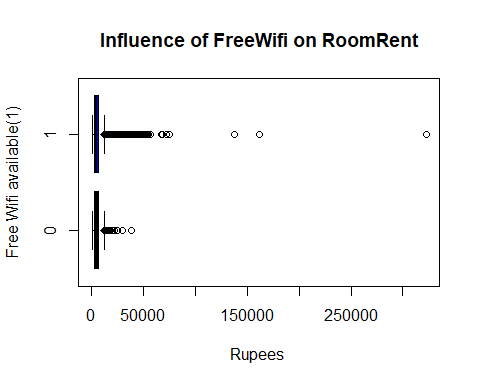 Influence of FreeWifi on RoomRent
Free Wifi available(1)
1
0
0 50000 150000 250000
Rupees